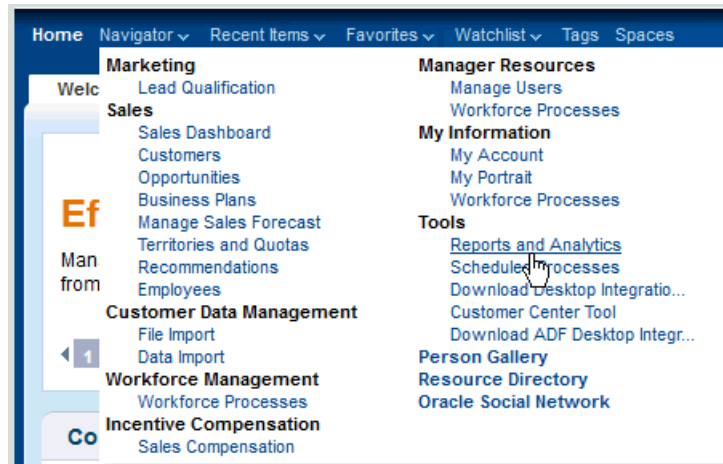 Home Navigator Recent Items Favorites Watchlist Tags Spaces
Welc
Ef
Man
from
1
Co
Marketing
Lead Qualification
Sales
Sales Dashboard
Customers
Opportunities
Business Plans
Manage Sales Forecast
Territories and Quotas
Recommendations
Employees
Customer Data Management
File Import
Data Import
Workforce Management
Workforce Processes
Incentive Compensation
Sales Compensation
Manager Resources
Manage Users
Workforce Processes
My Information
My Account
My Portrait
Workforce Processes
Tools
Reports and Analytics
Scheduled Processes
Download Desktop Integratio...
Customer Center Tool
Download ADF Desktop Integr...
Person Gallery
Resource Directory
Oracle Social Network